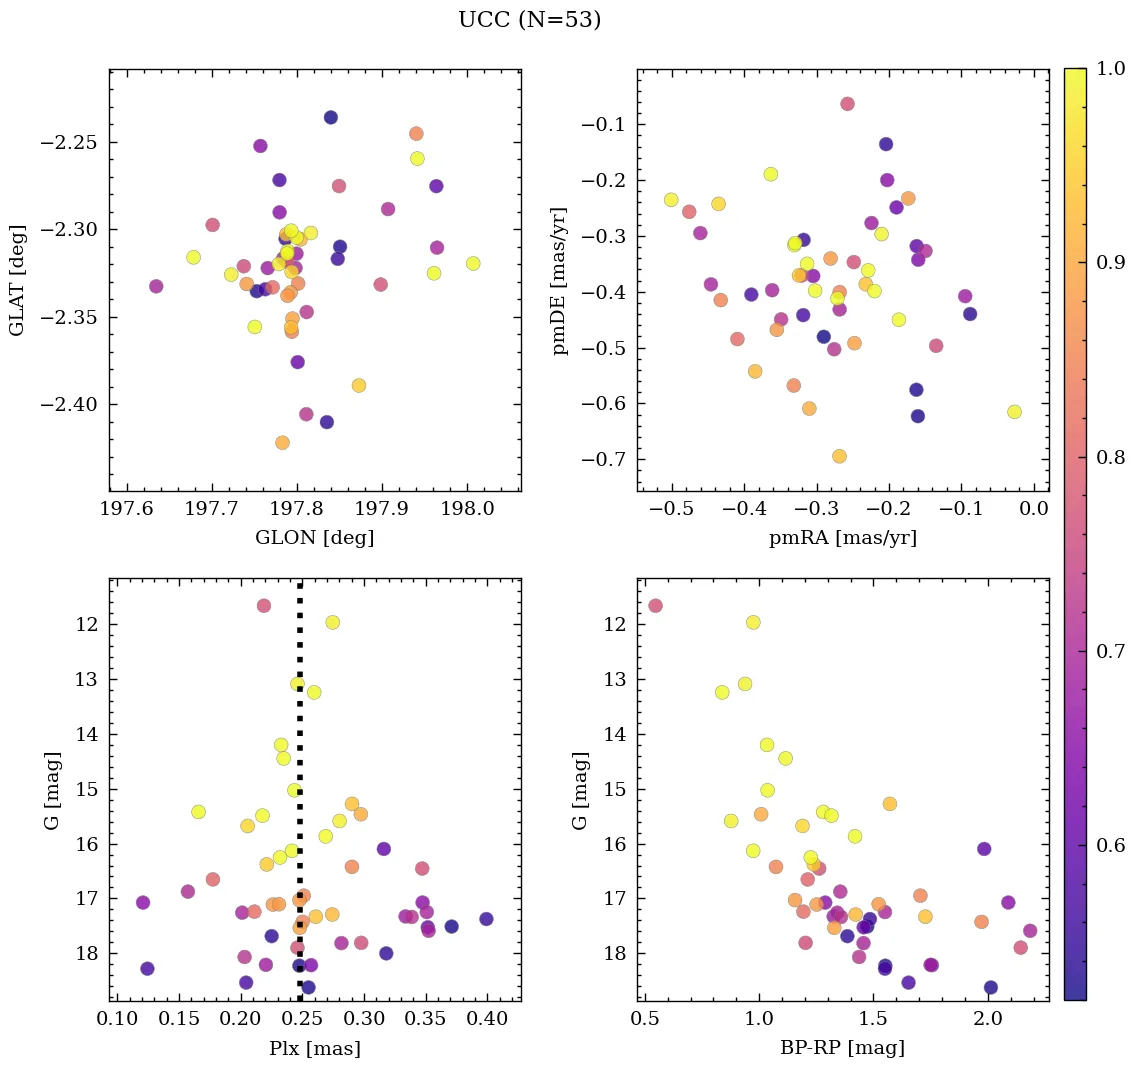 UCC (N=53)
−2.25
−2.30
−2.35
−2.40
GLAT [deg]
197.6 197.7 197.8 197.9 198.0
GLON [deg]
−0.1
−0.2
−0.3
−0.4
−0.5
−0.6
−0.7
pmDE [mas/yr]
−0.5 −0.4 −0.3 −0.2 −0.1 0.0
pmRA [mas/yr]
1.0
0.9
0.8
0.7
0.6
12
13
14
15
16
17
18
G [mag]
0.10 0.15 0.20 0.25 0.30 0.35 0.40
Plx [mas]
12
13
14
15
16
17
18
G [mag]
0.5 1.0 1.5 2.0
BP-RP [mag]